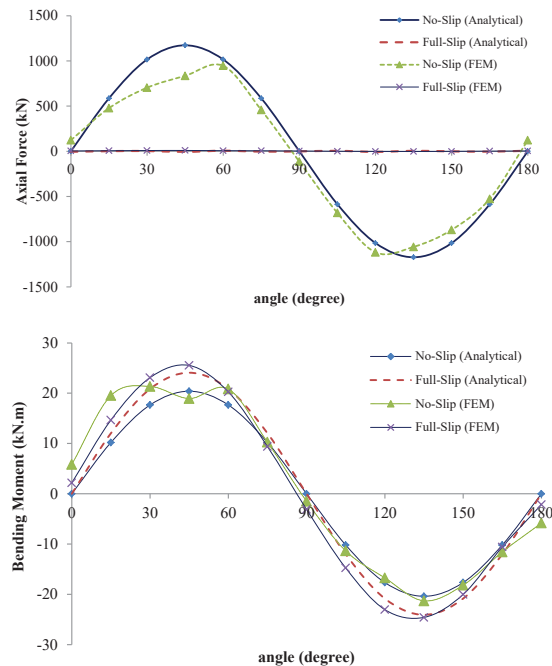 1500
1000
500
0
-500
-1000
-1500
Axial Force (kN)
0 30 60 90 120 150 180
angle (degree)
No-Slip (Analytical)
Full-Slip (Analytical)
No-Slip (FEM)
Full-Slip (FEM)
30
20
10
0
-10
-20
-30
Bending Moment (kN.m)
0 30 60 90 120 150 180
angle (degree)
No-Slip (Analytical)
Full-Slip (Analytical)
No-Slip (FEM)
Full-Slip (FEM)